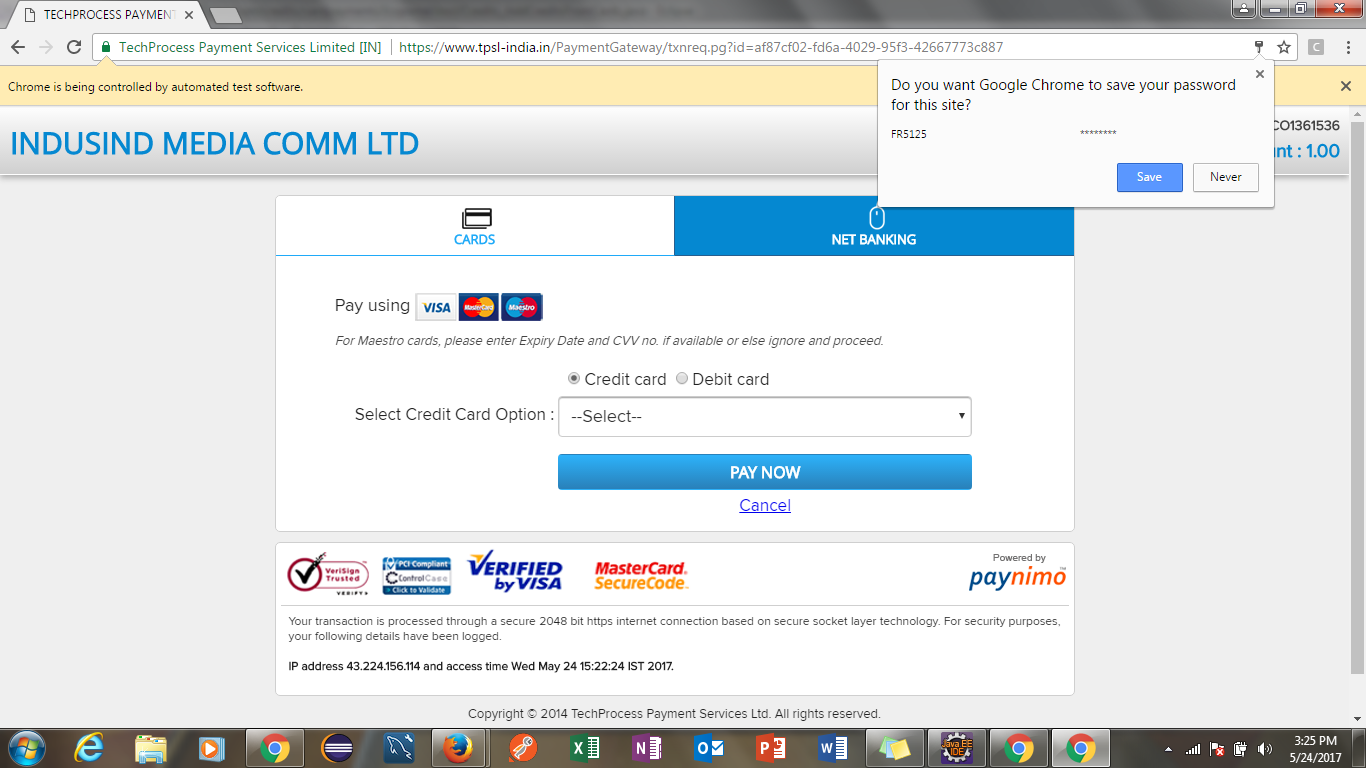 TECHPROCESS PAYMENT
TechProcess Payment Services Limited [IN]
https://www.tpsl-india.in/PaymentGateway/txnreq.pg?id=af87cf02-fd6a-4029-95f3-42667773c887
C
Chrome is being controlled by automated test software.
Do you want Google Chrome to save your password
for this site?
FR5125 ********
Save Never
INDUSIND MEDIA COMM LTD
CO1361536
nt : 1.00
CARDS
NET BANKING
Pay using VISA MasterCard Maestro
For Maestro cards, please enter Expiry Date and CVV no. if available or else ignore and proceed.
Credit card Debit card
Select Credit Card Option : --Select--
PAY NOW
Cancel
VeriSign
Trusted
VERIFY
PCI Compliant
ControlCase
Click to Validate
VERIFIED
by VISA
MasterCard.
SecureCode.
Powered by
paynimo
Your transaction is processed through a secure 2048 bit https internet connection based on secure socket layer technology. For security purposes,
your following details have been logged.
IP address 43.224.156.114 and access time Wed May 24 15:22:24 IST 2017.
Copyright © 2014 TechProcess Payment Services Ltd. All rights reserved.
Java EE
IDE
3:25 PM
5/24/2017